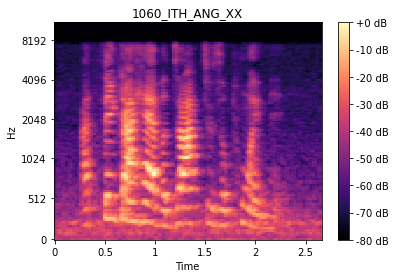 1060_ITH_ANG_XX
+0 dB
8192
-10 dB
4096
-20 dB
-30 dB
2048
Hz
-40 dB
1024
-50 dB
512
-60 dB
-70 dB
0
-80 dB
0 0.5 1 1.5 2 2.5
Time